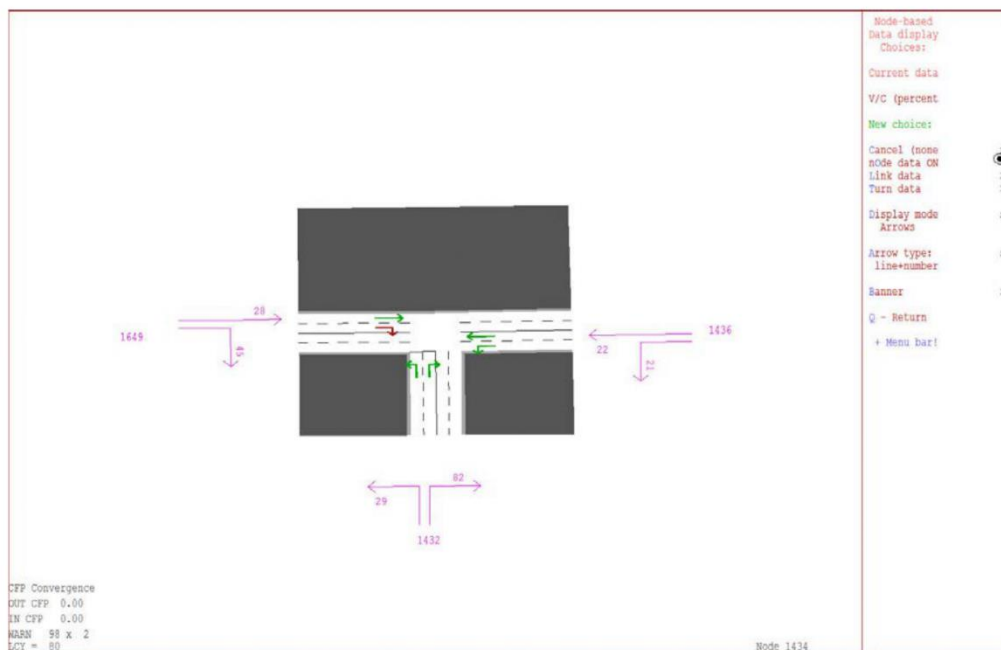 Node-based
Data display
Choices:
Current data
V/C (percent
New choice:
Cancel (none
nOde data ON
Link data
Turn data
Display mode
Arrows
Arrow type:
line+number
Banner
Q - Return
+ Menu bar!
28
1649
45
1436
22
21
82
29
1432
CFP Convergence
OUT CFP 0.00
IN CFP 0.00
WARN 98 x 2
LCY = 80
Node 1434